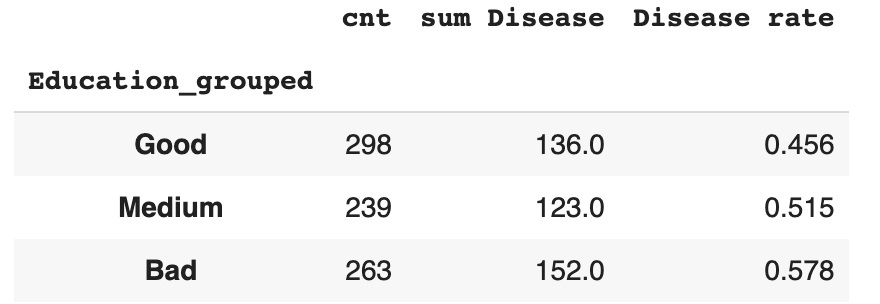 cnt sum Disease Disease rate
Education_grouped
Good 298 136.0 0.456
Medium 239 123.0 0.515
Bad 263 152.0 0.578